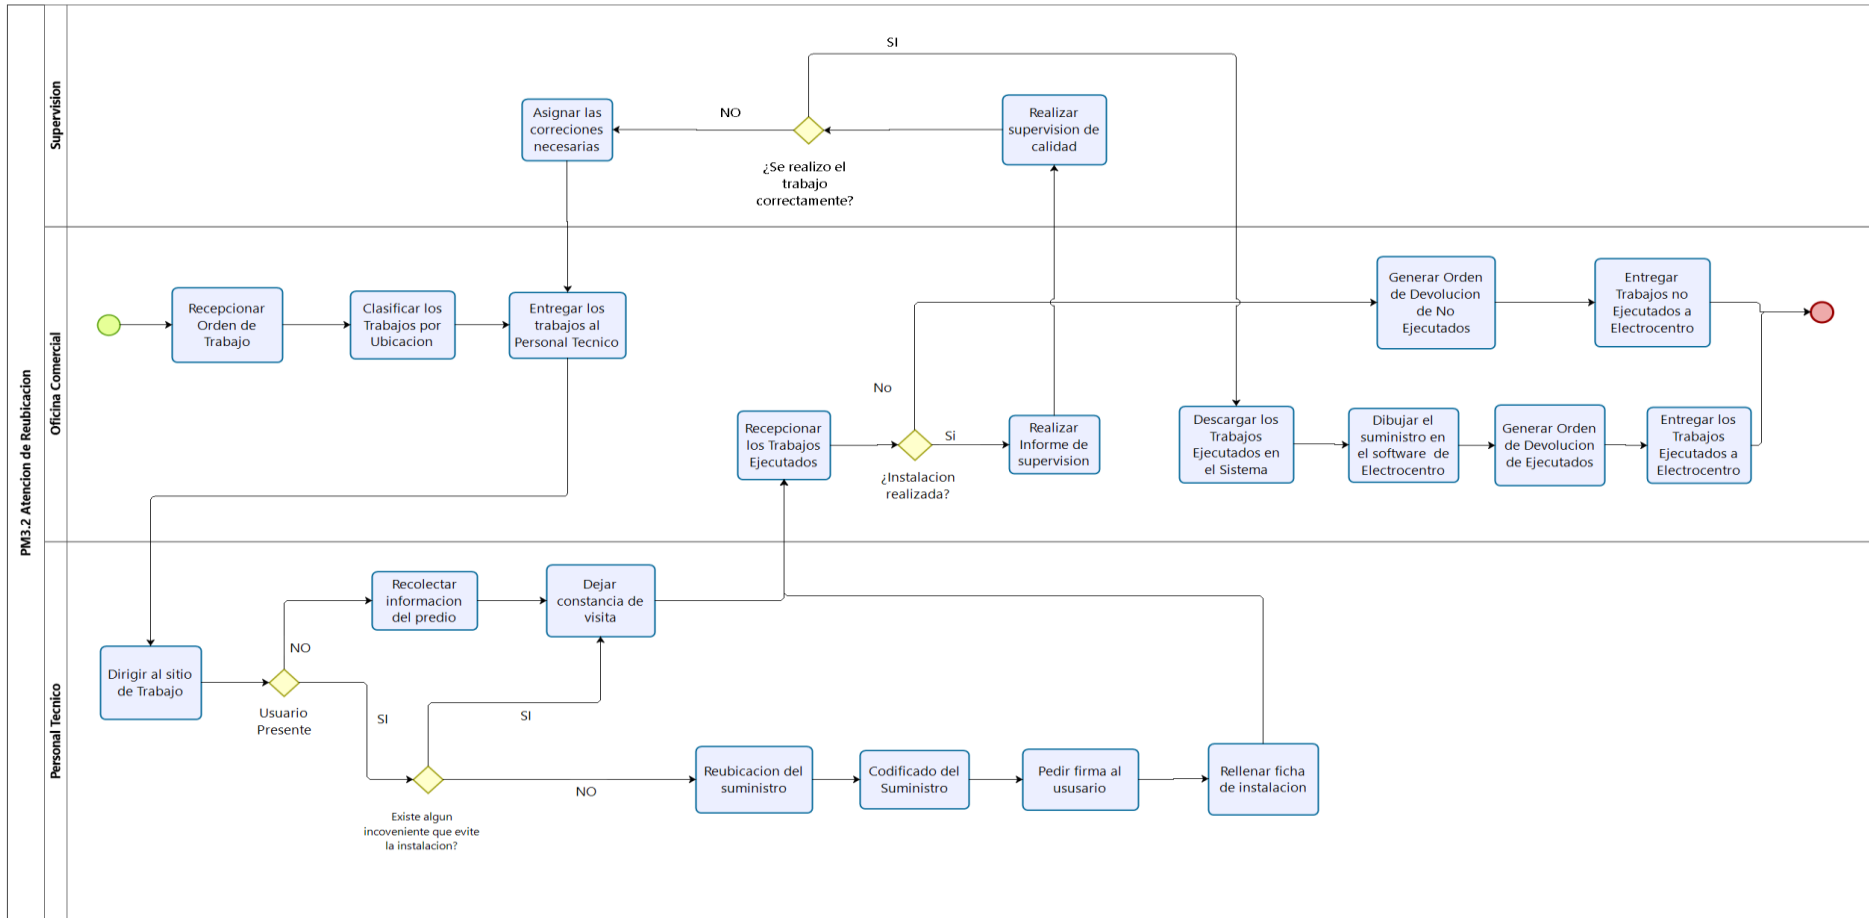 PM3.2 Atencion de Reubicacion
Supervision
SI
Asignar las
correciones
necesarias
NO
¿Se realizo el
trabajo
correctamente?
Realizar
supervision de
calidad
Oficina Comercial
Recepcionar
Orden de
Trabajo
Clasificar los
Trabajos por
Ubicacion
Entregar los
trabajos al
Personal Tecnico
Generar Orden
de Devolucion
de No
Ejecutados
Entregar
Trabajos no
Ejecutados a
Electrocentro
No
Recepcionar
los Trabajos
Ejecutados
¿Instalacion
realizada?
Si
Realizar
Informe de
supervision
Descargar los
Trabajos
Ejecutados en
el Sistema
Dibujar el
suministro en
el software de
Electrocentro
Generar Orden
de Devolucion
de Ejecutados
Entregar los
Trabajos
Ejecutados a
Electrocentro
Personal Tecnico
Recolectar
informacion
del predio
Dejar
constancia de
visita
Dirigir al sitio
de Trabajo
NO
Usuario
Presente
SI
SI
Existe algun
incoveniente que evite
la instalacion?
NO
Reubicacion del
suministro
Codificado del
Suministro
Pedir firma al
ususario
Rellenar ficha
de instalacion